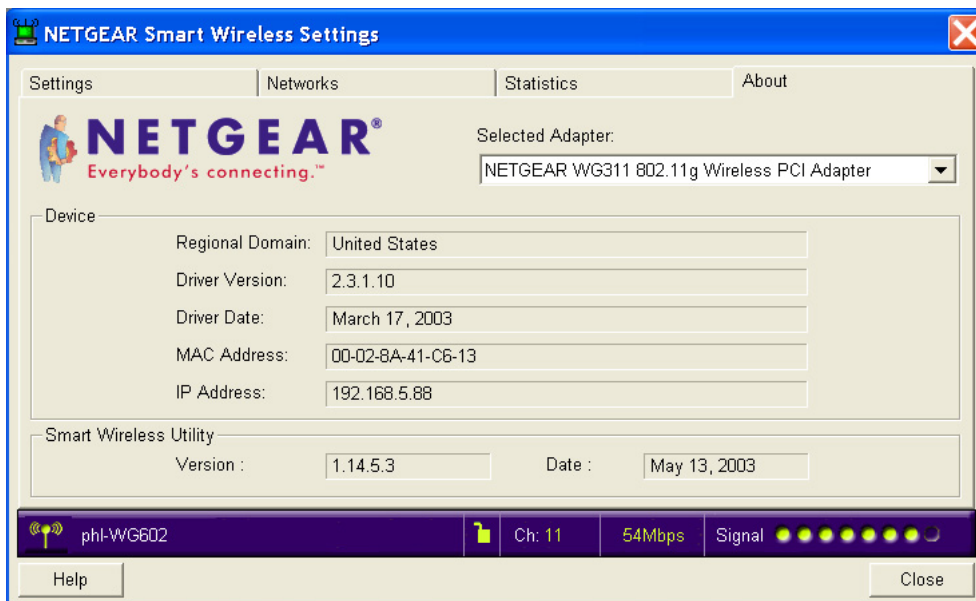 NETGEAR Smart Wireless Settings
Settings
Networks
Statistics
About
NETGEAR®
Everybody's connecting.™
Selected Adapter:
NETGEAR WG311 802.11g Wireless PCI Adapter
Device
Regional Domain: United States
Driver Version: 2.3.1.10
Driver Date: March 17, 2003
MAC Address: 00-02-8A-41-C6-13
IP Address: 192.168.5.88
Smart Wireless Utility
Version : 1.14.5.3 Date : May 13, 2003
phl-WG602 Ch: 11 54Mbps Signal
Help
Close